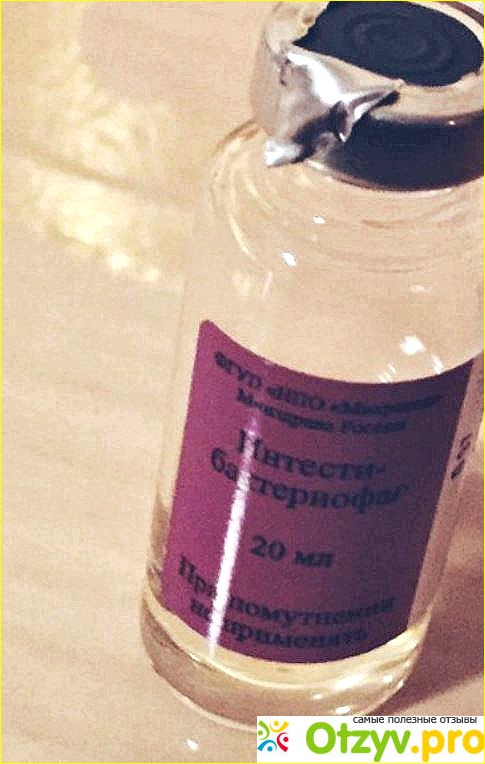 ФГУП «НПО «Микроген»
Минздрава России
Интести-
бактериофаг
20 мл
При помутнении
не применять
самые полезные отзывы
Otzyv.pro